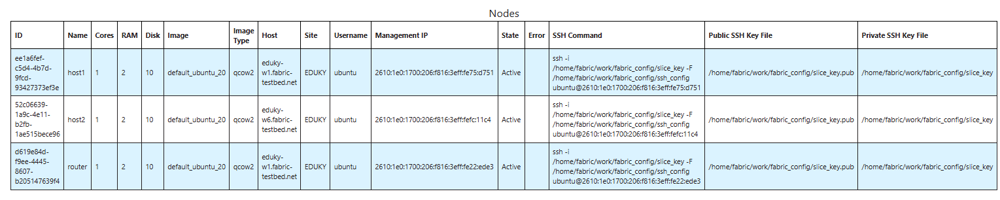 Nodes
ID Name Cores RAM Disk Image Image Type Host Site Username Management IP State Error SSH Command Public SSH Key File Private SSH Key File
ee1a6fef-c5d4-4b7d-9fcd-93427373ef3e host1 1 2 10 default_ubuntu_20 qcow2 eduky-w1.fabric-testbed.net EDUKY ubuntu 2610:1e0:1700:206:f816:3eff:fe75:d751 Active ssh -i /home/fabric/work/fabric_config/slice_key -F /home/fabric/work/fabric_config/ssh_config ubuntu@2610:1e0:1700:206:f816:3eff:fe75:d751 /home/fabric/work/fabric_config/slice_key.pub /home/fabric/work/fabric_config/slice_key
52c06639-1a9c-4e11-b2fb-1ae515bece96 host2 1 2 10 default_ubuntu_20 qcow2 eduky-w6.fabric-testbed.net EDUKY ubuntu 2610:1e0:1700:206:f816:3eff:fefc:11c4 Active ssh -i /home/fabric/work/fabric_config/slice_key -F /home/fabric/work/fabric_config/ssh_config ubuntu@2610:1e0:1700:206:f816:3eff:fefc:11c4 /home/fabric/work/fabric_config/slice_key.pub /home/fabric/work/fabric_config/slice_key
d619e84d-f9ee-4445-8607-b205147639f4 router 1 2 10 default_ubuntu_20 qcow2 eduky-w1.fabric-testbed.net EDUKY ubuntu 2610:1e0:1700:206:f816:3eff:fe22:ede3 Active ssh -i /home/fabric/work/fabric_config/slice_key -F /home/fabric/work/fabric_config/ssh_config ubuntu@2610:1e0:1700:206:f816:3eff:fe22:ede3 /home/fabric/work/fabric_config/slice_key.pub /home/fabric/work/fabric_config/slice_key